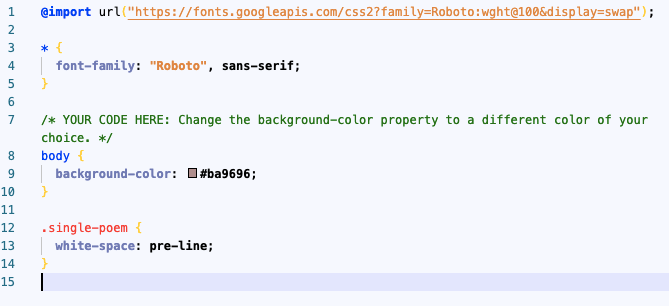 1 @import url("https://fonts.googleapis.com/css2?family=Roboto:wght@100&display=swap");
2
3 * {
4   font-family: "Roboto", sans-serif;
5 }
6
7 /* YOUR CODE HERE: Change the background-color property to a different color of your
choice. */
8 body {
9   background-color: #ba9696;
10 }
11
12 .single-poem {
13   white-space: pre-line;
14 }
15